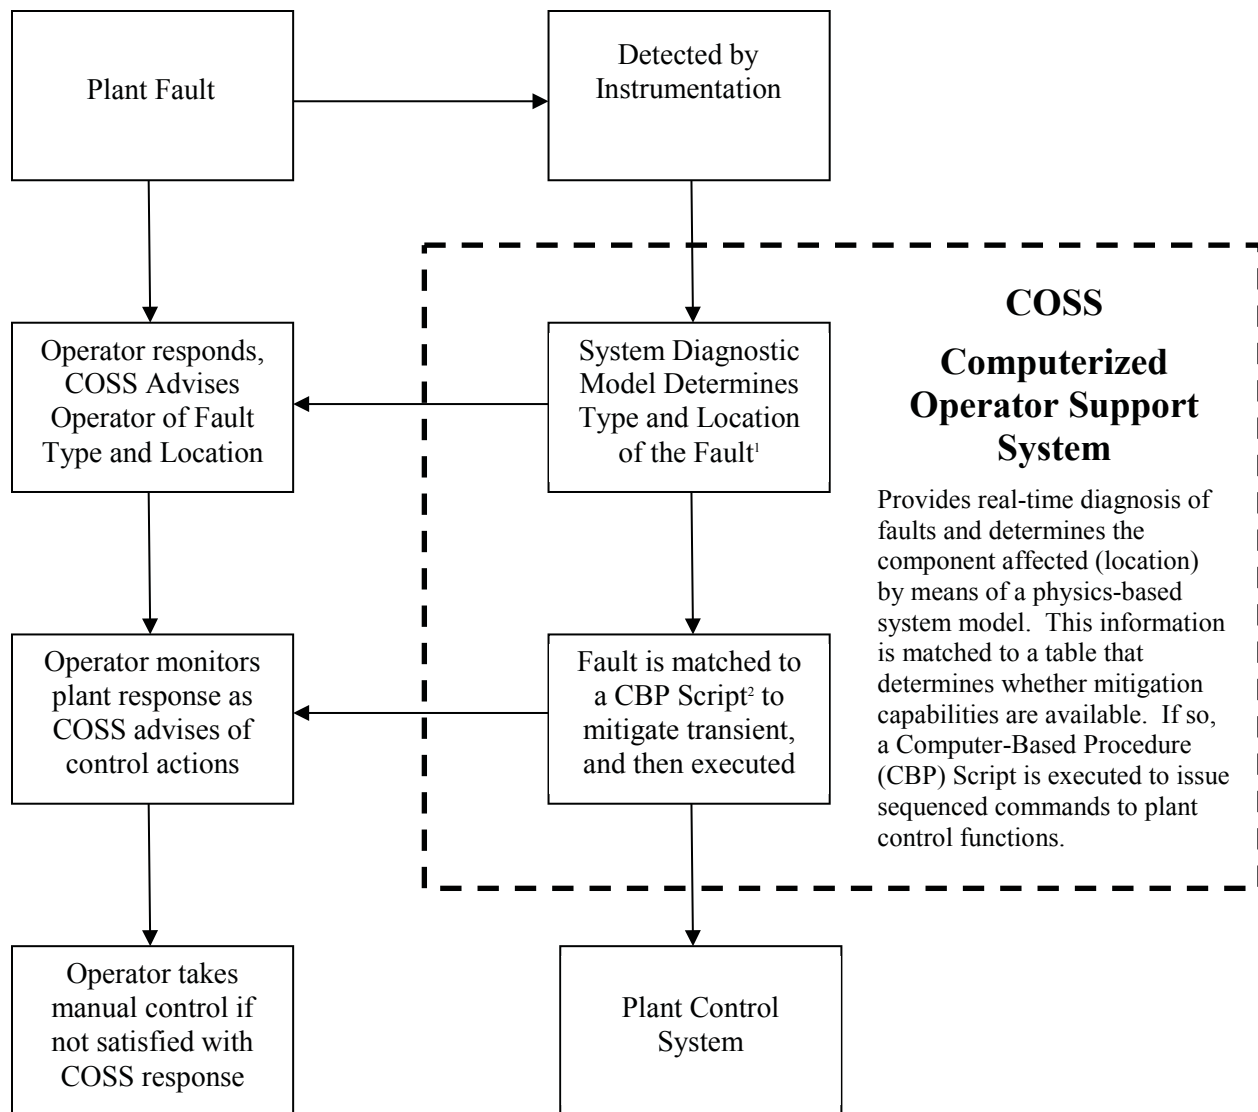 Plant Fault
Detected by
Instrumentation
Operator responds,
COSS Advises
Operator of Fault
Type and Location
System Diagnostic
Model Determines
Type and Location
of the Fault¹
COSS
Computerized
Operator Support
System
Provides real-time diagnosis of
faults and determines the
component affected (location)
by means of a physics-based
system model.  This information
is matched to a table that
determines whether mitigation
capabilities are available.  If so,
a Computer-Based Procedure
(CBP) Script is executed to issue
sequenced commands to plant
control functions.
Operator monitors
plant response as
COSS advises of
control actions
Fault is matched to
a CBP Script² to
mitigate transient,
and then executed
Operator takes
manual control if
not satisfied with
COSS response
Plant Control
System